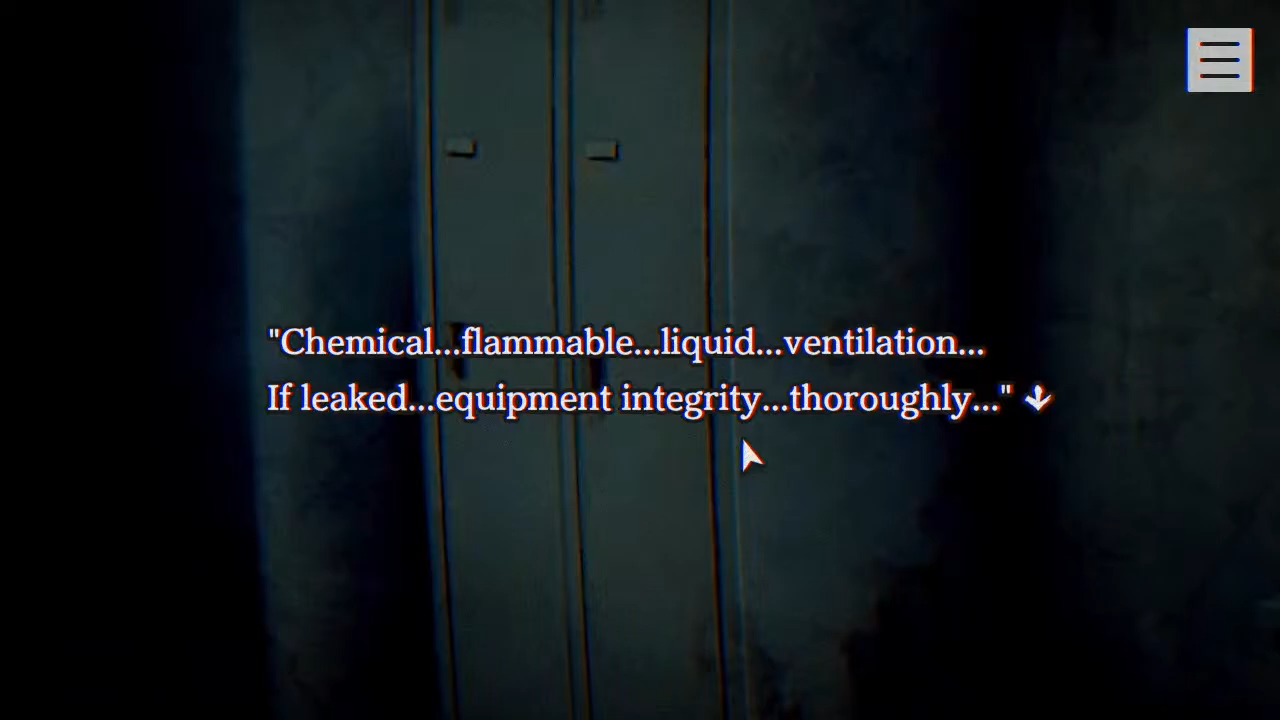 "Chemical...flammable...liquid...ventilation...
If leaked...equipment integrity...thoroughly..."